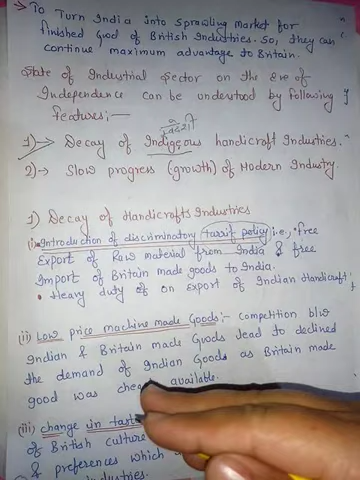 → To Turn India into sprawling market for
finished Good of British Industries. So, they can
continue maximum advantage to Britain.
State of Industrial Sector on the Eve of
Independence can be understood by following
features;—
1)→ Decay of Indigeous handicraft Industries.
2)→ Slow progress (growth) of Modern Industry.
1) Decay of Handicrafts Industries
(i) Introduction of discriminatory tarrif policy i.e., free
Export of Raw material from India & free
Import of Britain made goods to India.
• Heavy duty of on Export of Indian Handicraft
(ii) Low price machine made Goods:- competition b/w
Indian & Britain made Goods lead to declined
the demand of Indian Goods as Britain made
good was available.
(iii) change in
of British culture
& preferences which